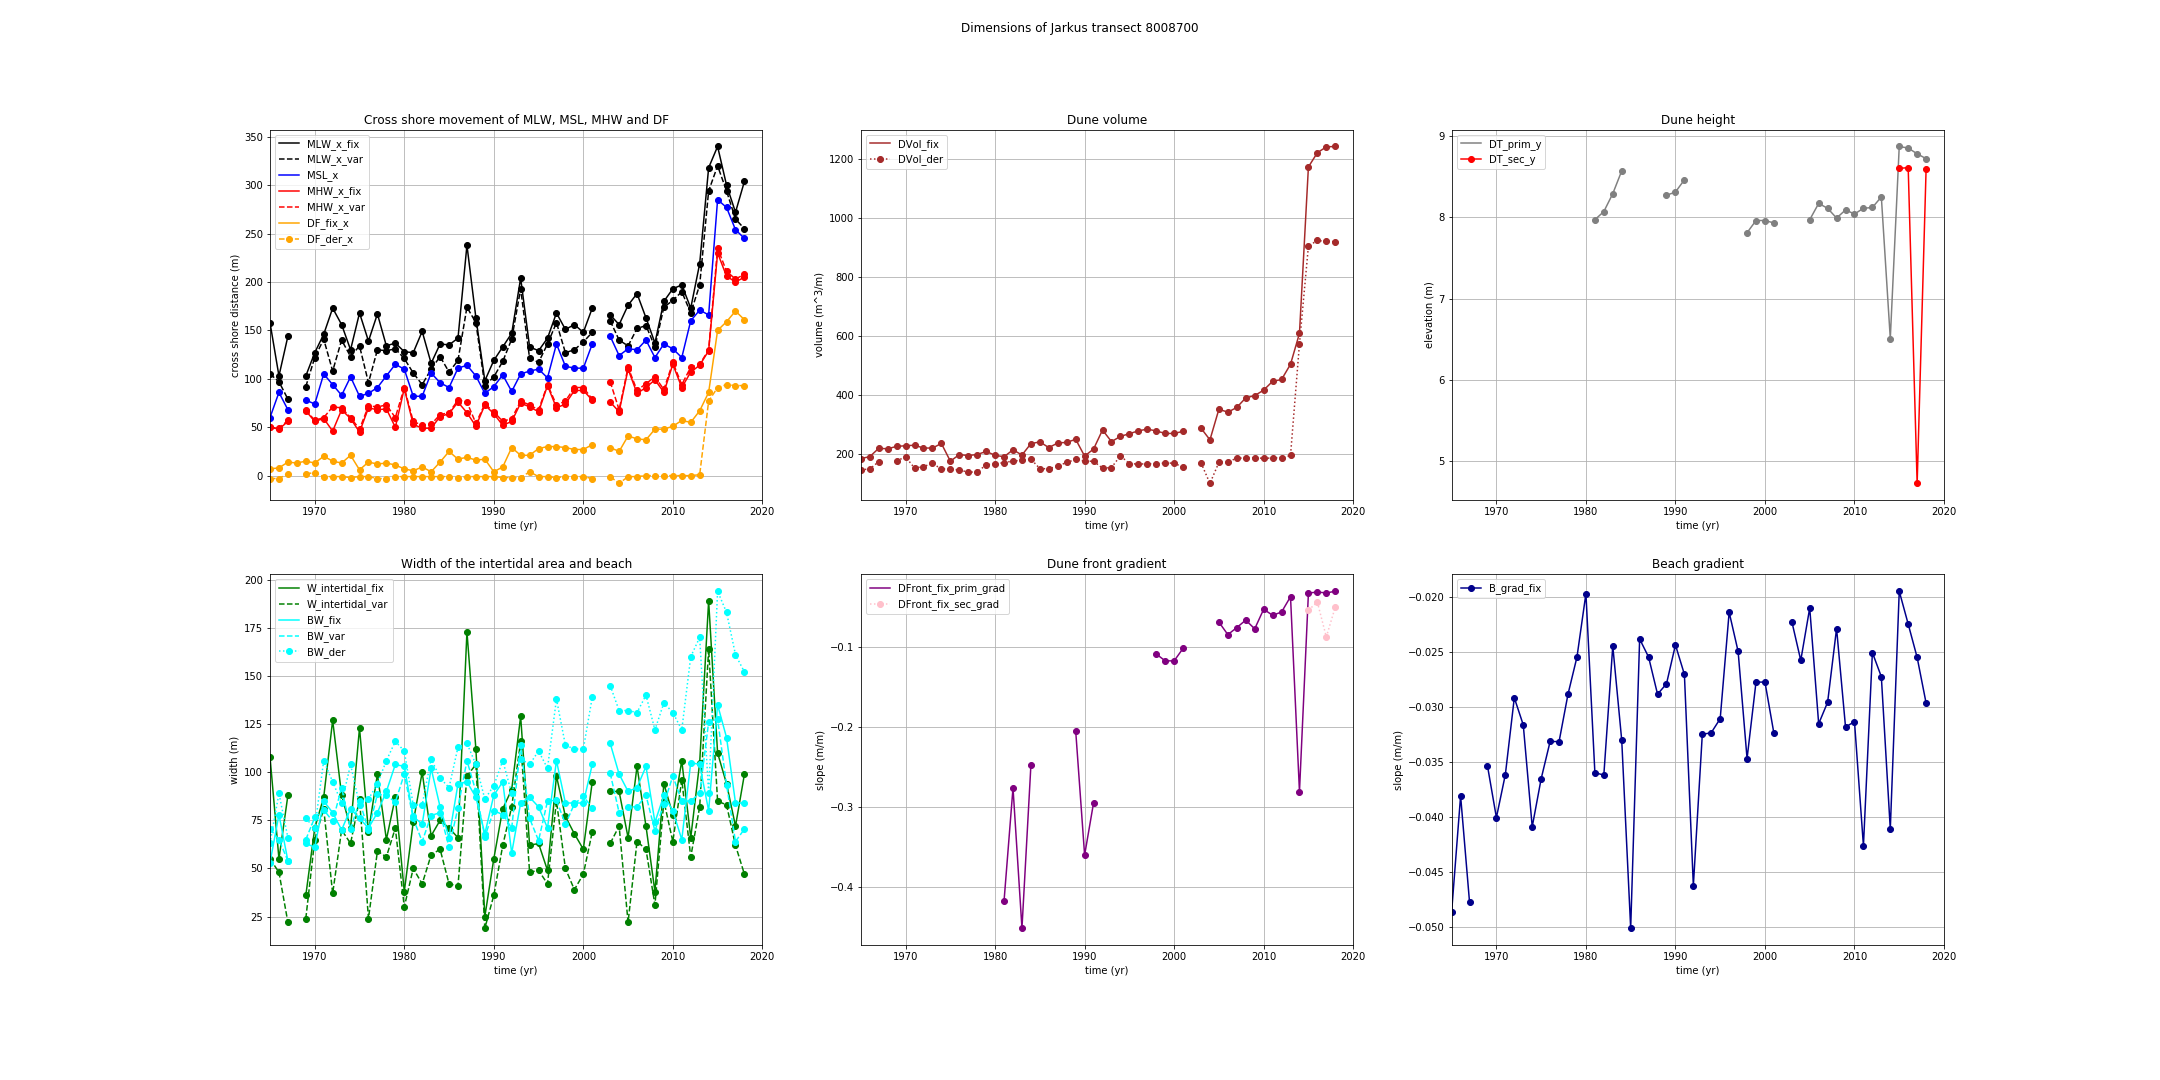 Dimensions of Jarkus transect 8008700
Cross shore movement of MLW, MSL, MHW and DF
cross shore distance (m)
350
300
250
200
150
100
50
0
MLW_x_fix
MLW_x_var
MSL_x
MHW_x_fix
MHW_x_var
DF_fix_x
DF_der_x
1970 1980 1990 2000 2010 2020
time (yr)
Dune volume
volume (m^3/m)
1200
1000
800
600
400
200
DVol_fix
DVol_der
1970 1980 1990 2000 2010 2020
time (yr)
Dune height
elevation (m)
9
8
7
6
5
DT_prim_y
DT_sec_y
1970 1980 1990 2000 2010 2020
time (yr)
Width of the intertidal area and beach
width (m)
200
175
150
125
100
75
50
25
W_intertidal_fix
W_intertidal_var
BW_fix
BW_var
BW_der
1970 1980 1990 2000 2010 2020
time (yr)
Dune front gradient
slope (m/m)
−0.1
−0.2
−0.3
−0.4
DFront_fix_prim_grad
DFront_fix_sec_grad
1970 1980 1990 2000 2010 2020
time (yr)
Beach gradient
slope (m/m)
−0.020
−0.025
−0.030
−0.035
−0.040
−0.045
−0.050
B_grad_fix
1970 1980 1990 2000 2010 2020
time (yr)